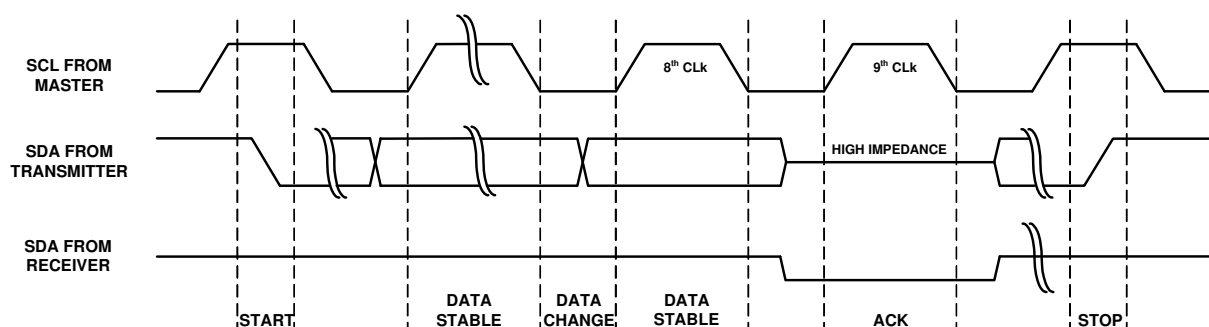 SCL FROM
MASTER
8th CLk
9th CLk
SDA FROM
TRANSMITTER
HIGH IMPEDANCE
SDA FROM
RECEIVER
START
DATA
STABLE
DATA
CHANGE
DATA
STABLE
ACK
STOP